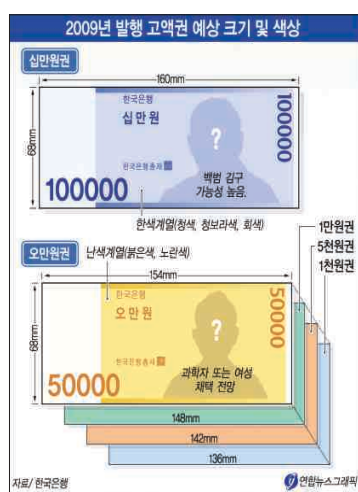 2009년 발행 고액권 예상 크기 및 색상
십만원권
160mm
68mm
한국은행
십만원
?
100000
한국은행총재
백범 김구
가능성 높음.
100000
한색계열(청색, 청보라색, 회색)
1만원권
5천원권
1천원권
오만원권
난색계열(붉은색, 노란색)
154mm
68mm
한국은행
오만원
?
50000
한국은행총재
과학자 또는 여성
채택 전망
50000
148mm
142mm
136mm
자료/ 한국은행
연합뉴스그래픽